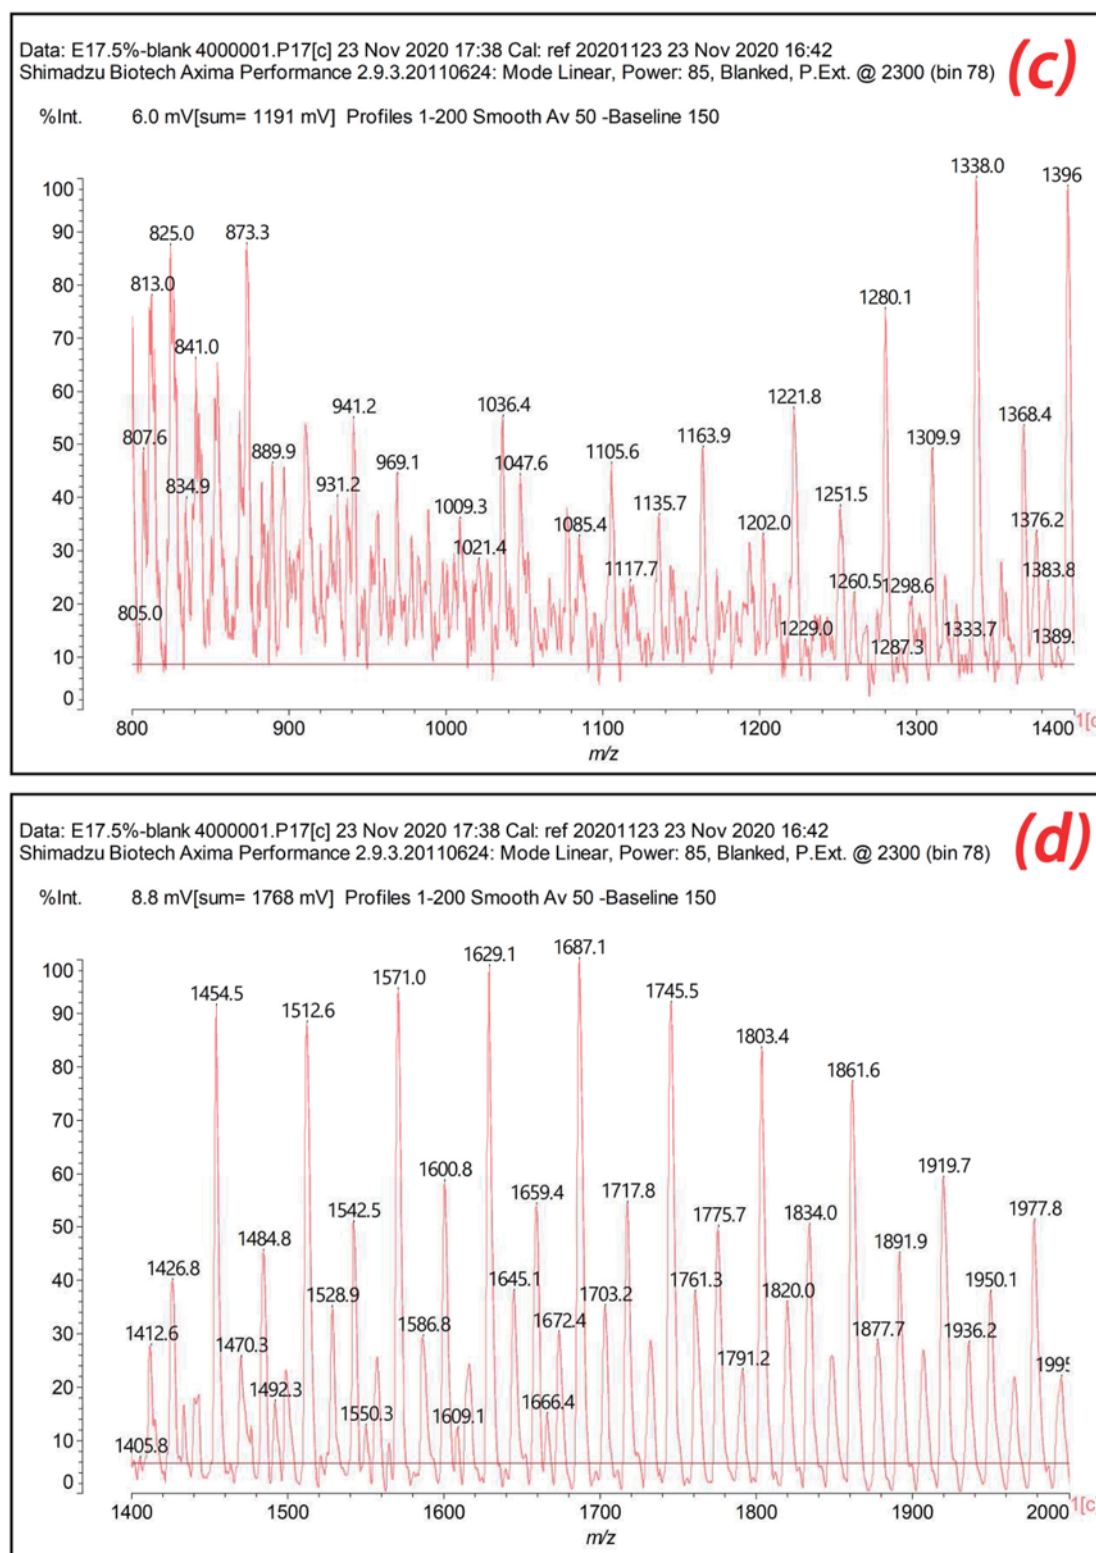 Data: E17.5%-blank 4000001.P17[c] 23 Nov 2020 17:38 Cal: ref 20201123 23 Nov 2020 16:42
Shimadzu Biotech Axima Performance 2.9.3.20110624: Mode Linear, Power: 85, Blanked, P.Ext. @ 2300 (bin 78)
(c)
%Int. 6.0 mV[sum= 1191 mV] Profiles 1-200 Smooth Av 50 -Baseline 150
1338.0
1396
100
825.0 873.3
90
813.0
80
1280.1
70
841.0
60
941.2 1036.4 1221.8
50
807.6 889.9 969.1 1047.6 1105.6 1163.9 1309.9 1368.4
834.9 931.2 1251.5
40
1009.3 1135.7 1202.0 1376.2
1085.4
30
1021.4 1117.7 1260.5 1298.6 1383.8
20
805.0 1229.0 1333.7
1287.3 1389.
10
0
800 900 1000 1100 1200 1300 1400
m/z
Data: E17.5%-blank 4000001.P17[c] 23 Nov 2020 17:38 Cal: ref 20201123 23 Nov 2020 16:42
Shimadzu Biotech Axima Performance 2.9.3.20110624: Mode Linear, Power: 85, Blanked, P.Ext. @ 2300 (bin 78)
(d)
%Int. 8.8 mV[sum= 1768 mV] Profiles 1-200 Smooth Av 50 -Baseline 150
1629.1 1687.1
100
1454.5 1512.6 1571.0 1745.5
90
1803.4
80
1861.6
70
60
1600.8 1659.4 1717.8 1919.7
50
1542.5 1775.7 1834.0 1977.8
1484.8 1891.9
40
1426.8 1528.9 1645.1 1703.2 1761.3 1820.0 1950.1
30
1412.6 1470.3 1586.8 1672.4 1877.7 1936.2
1791.2 1995
20
1492.3 1550.3 1609.1 1666.4
10
1405.8
0
1400 1500 1600 1700 1800 1900 2000
m/z